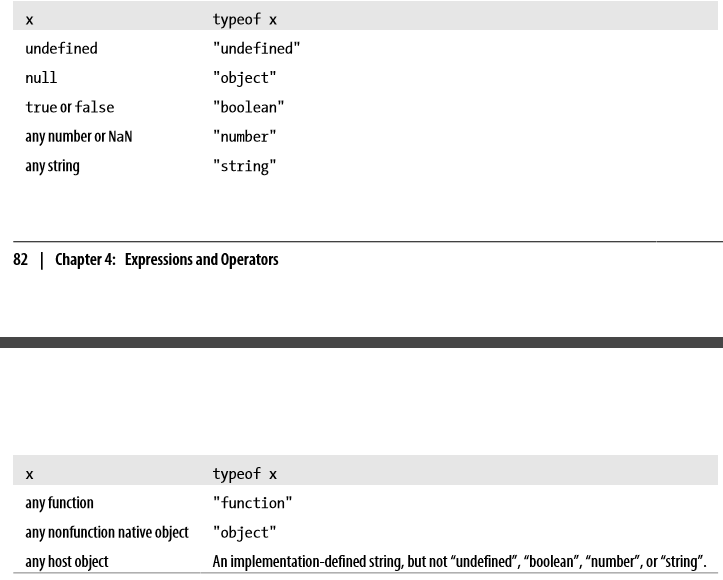 x typeof x
undefined "undefined"
null "object"
true or false "boolean"
any number or NaN "number"
any string "string"
82 | Chapter 4: Expressions and Operators
x typeof x
any function "function"
any nonfunction native object "object"
any host object An implementation-defined string, but not “undefined”, “boolean”, “number”, or “string”.